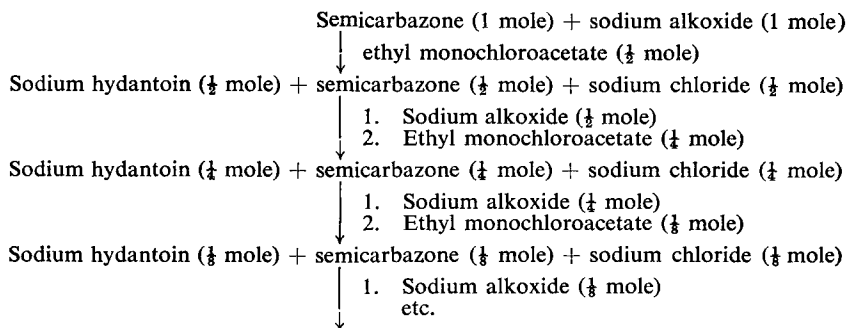 Semicarbazone (1 mole) + sodium alkoxide (1 mole)
ethyl monochloroacetate (½ mole)
Sodium hydantoin (½ mole) + semicarbazone (½ mole) + sodium chloride (½ mole)
1. Sodium alkoxide (½ mole)
2. Ethyl monochloroacetate (¼ mole)
Sodium hydantoin (¼ mole) + semicarbazone (¼ mole) + sodium chloride (¼ mole)
1. Sodium alkoxide (¼ mole)
2. Ethyl monochloroacetate (⅛ mole)
Sodium hydantoin (⅛ mole) + semicarbazone (⅛ mole) + sodium chloride (⅛ mole)
1. Sodium alkoxide (⅛ mole)
etc.